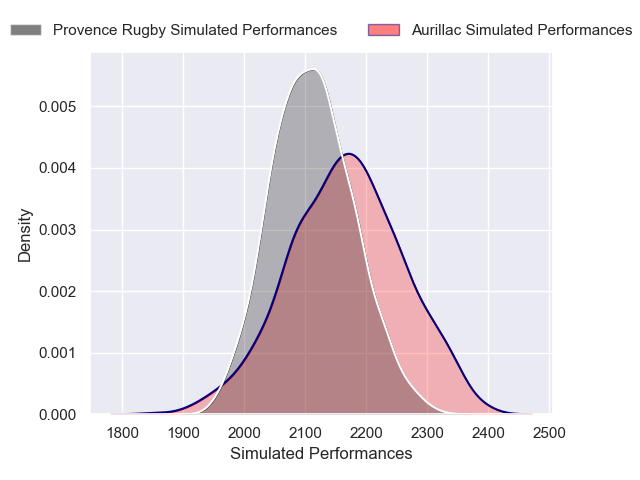 Provence Rugby Simulated Performances Aurillac Simulated Performances
Density
0.005
0.004
0.003
0.002
0.001
0.000
1800 1900 2000 2100 2200 2300 2400 2500
Simulated Performances